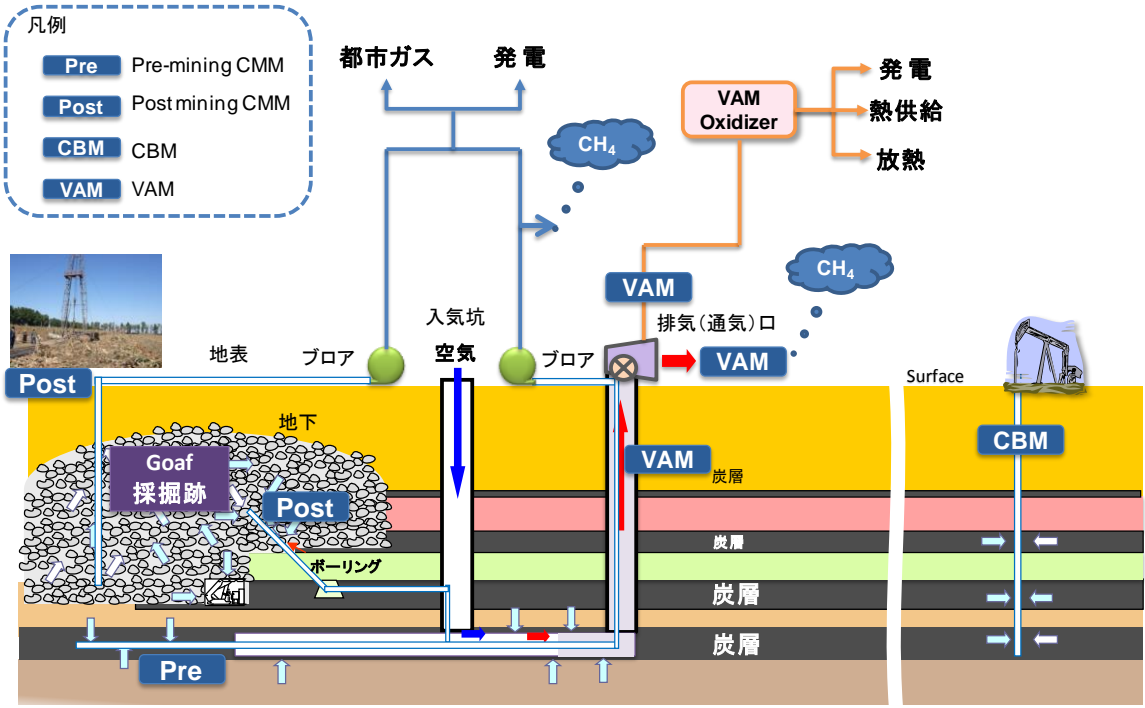 凡例
Pre Pre-mining CMM
Post Post mining CMM
CBM CBM
VAM VAM
都市ガス
発電
CH4
VAM
Oxidizer
発電
熱供給
放熱
VAM
CH4
入気坑
空気
排気(通気)口
VAM
地表
ブロア
ブロア
Post
Surface
地下
Goaf
採掘跡
Post
VAM
CBM
炭層
炭層
ボーリング
炭層
炭層
Pre